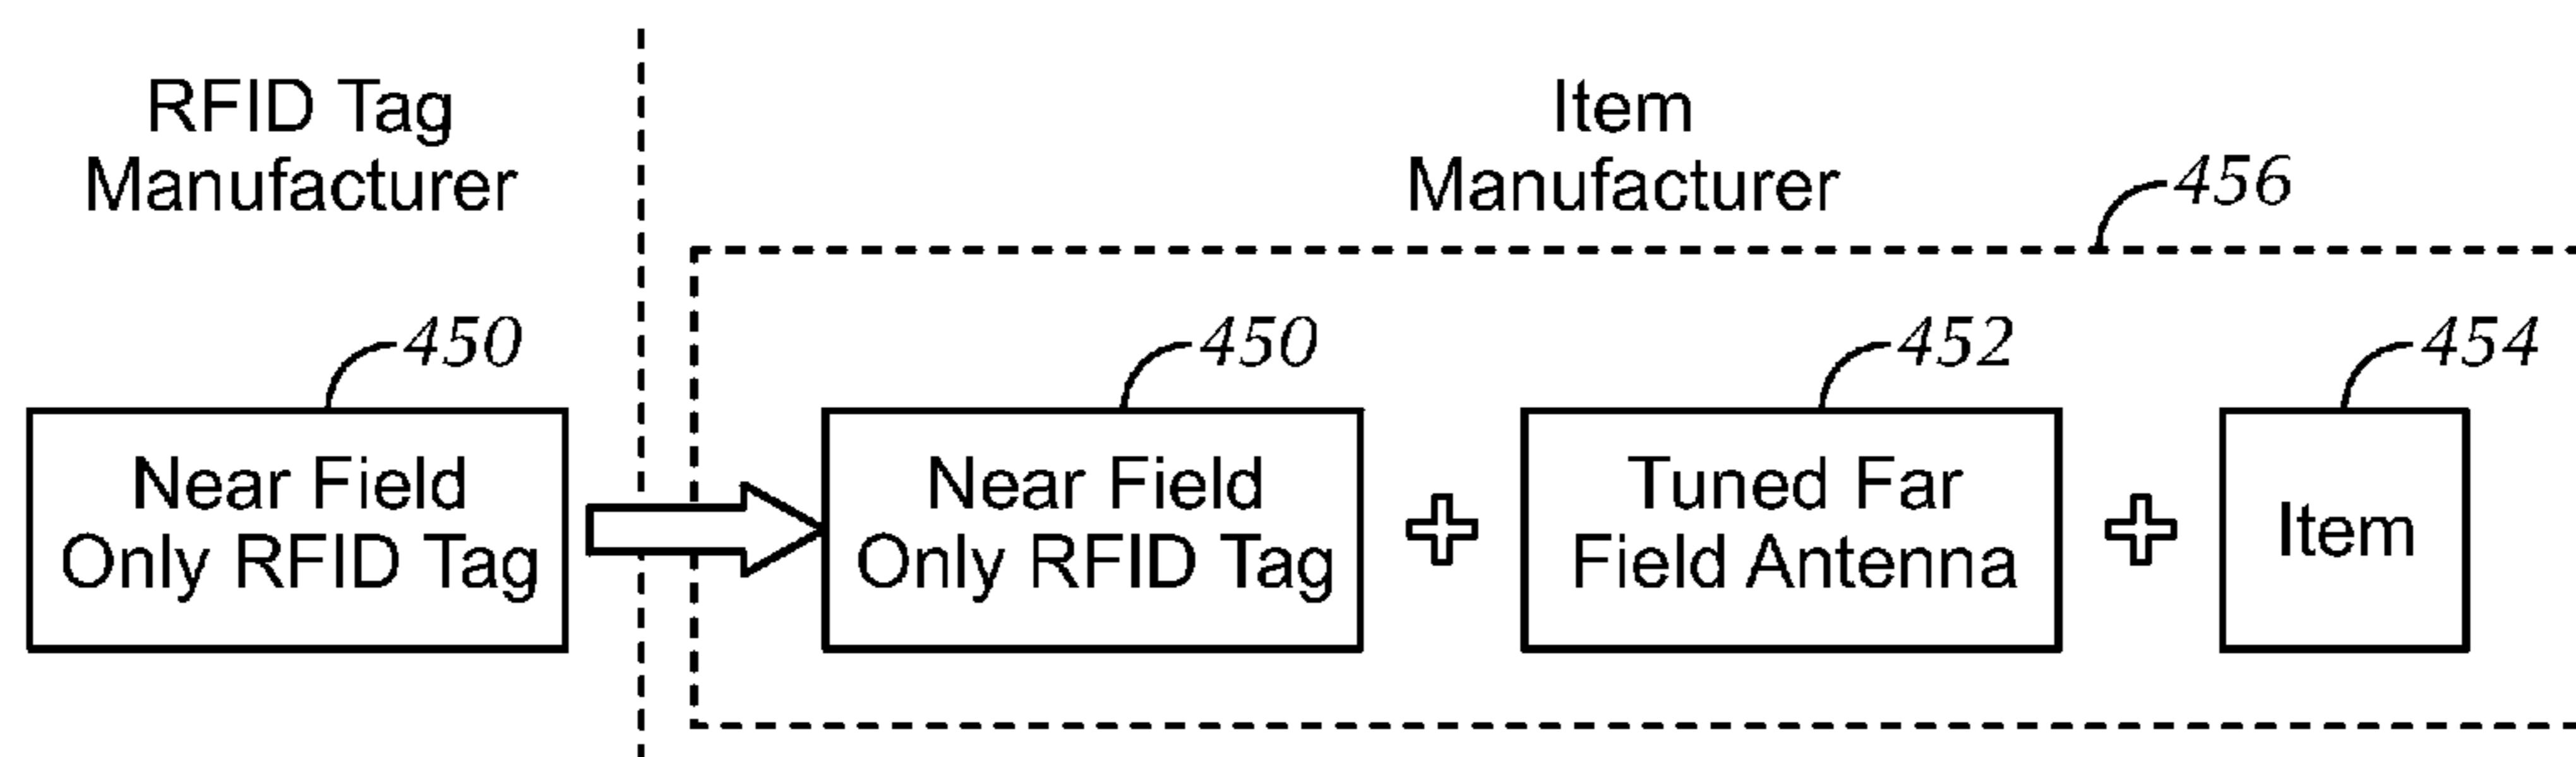 RFID Tag
Manufacturer
Item
Manufacturer
456
450
450
452
454
Near Field
Only RFID Tag
Near Field
Only RFID Tag
Tuned Far
Field Antenna
Item